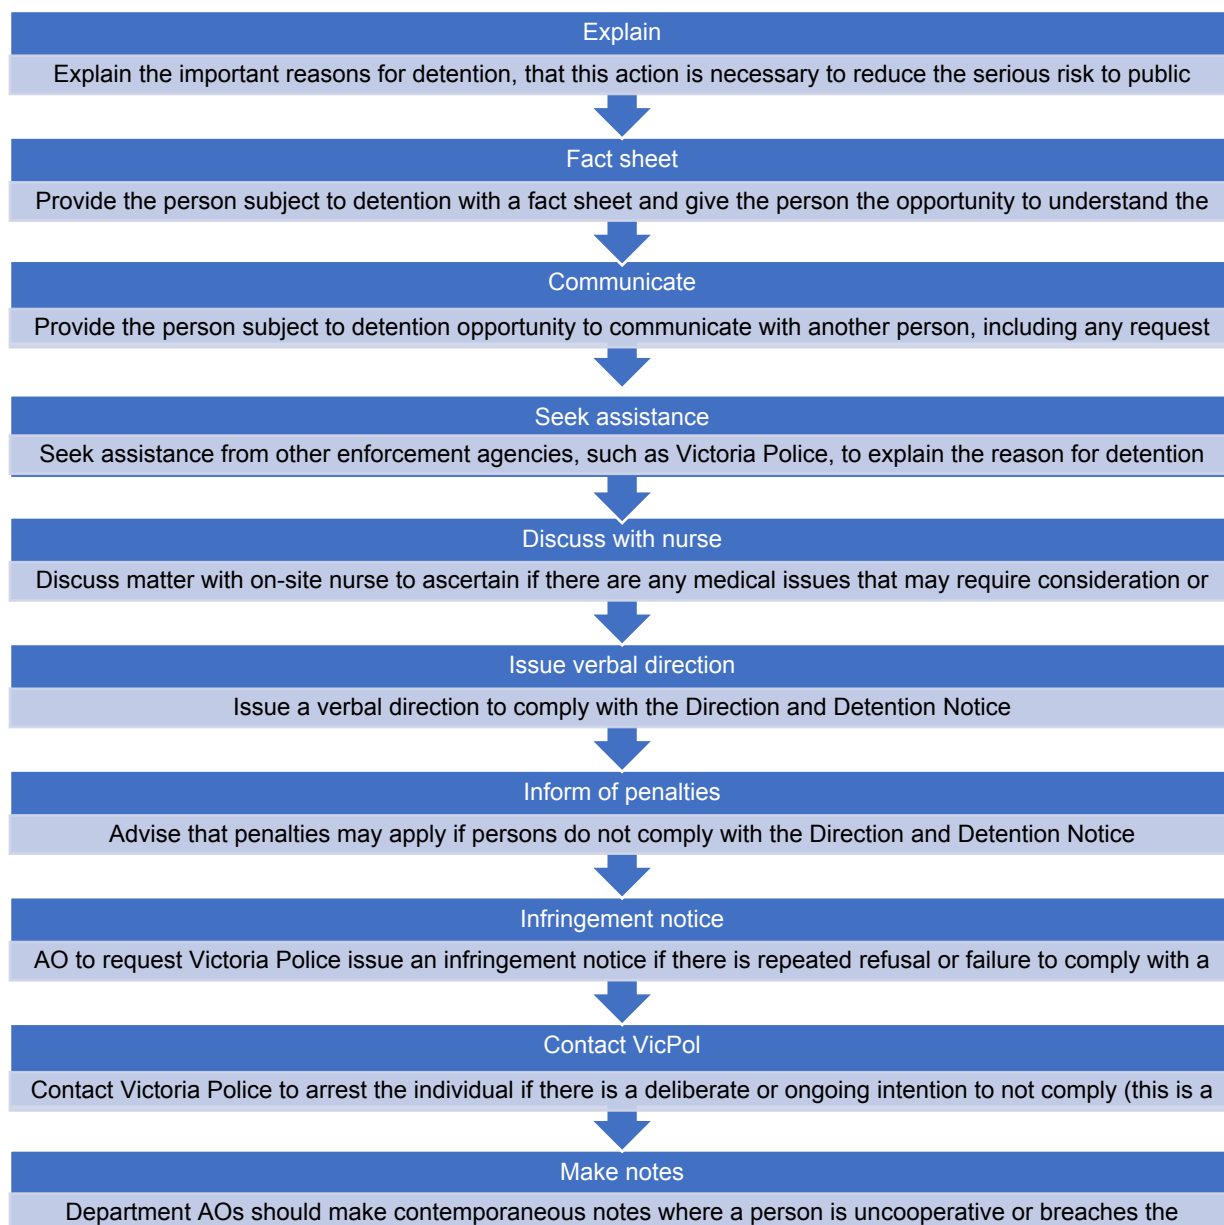 Explain
Explain the important reasons for detention, that this action is necessary to reduce the serious risk to public
Fact sheet
Provide the person subject to detention with a fact sheet and give the person the opportunity to understand the
Communicate
Provide the person subject to detention opportunity to communicate with another person, including any request
Seek assistance
Seek assistance from other enforcement agencies, such as Victoria Police, to explain the reason for detention
Discuss with nurse
Discuss matter with on-site nurse to ascertain if there are any medical issues that may require consideration or
Issue verbal direction
Issue a verbal direction to comply with the Direction and Detention Notice
Inform of penalties
Advise that penalties may apply if persons do not comply with the Direction and Detention Notice
Infringement notice
AO to request Victoria Police issue an infringement notice if there is repeated refusal or failure to comply with a
Contact VicPol
Contact Victoria Police to arrest the individual if there is a deliberate or ongoing intention to not comply (this is a
Make notes
Department AOs should make contemporaneous notes where a person is uncooperative or breaches the